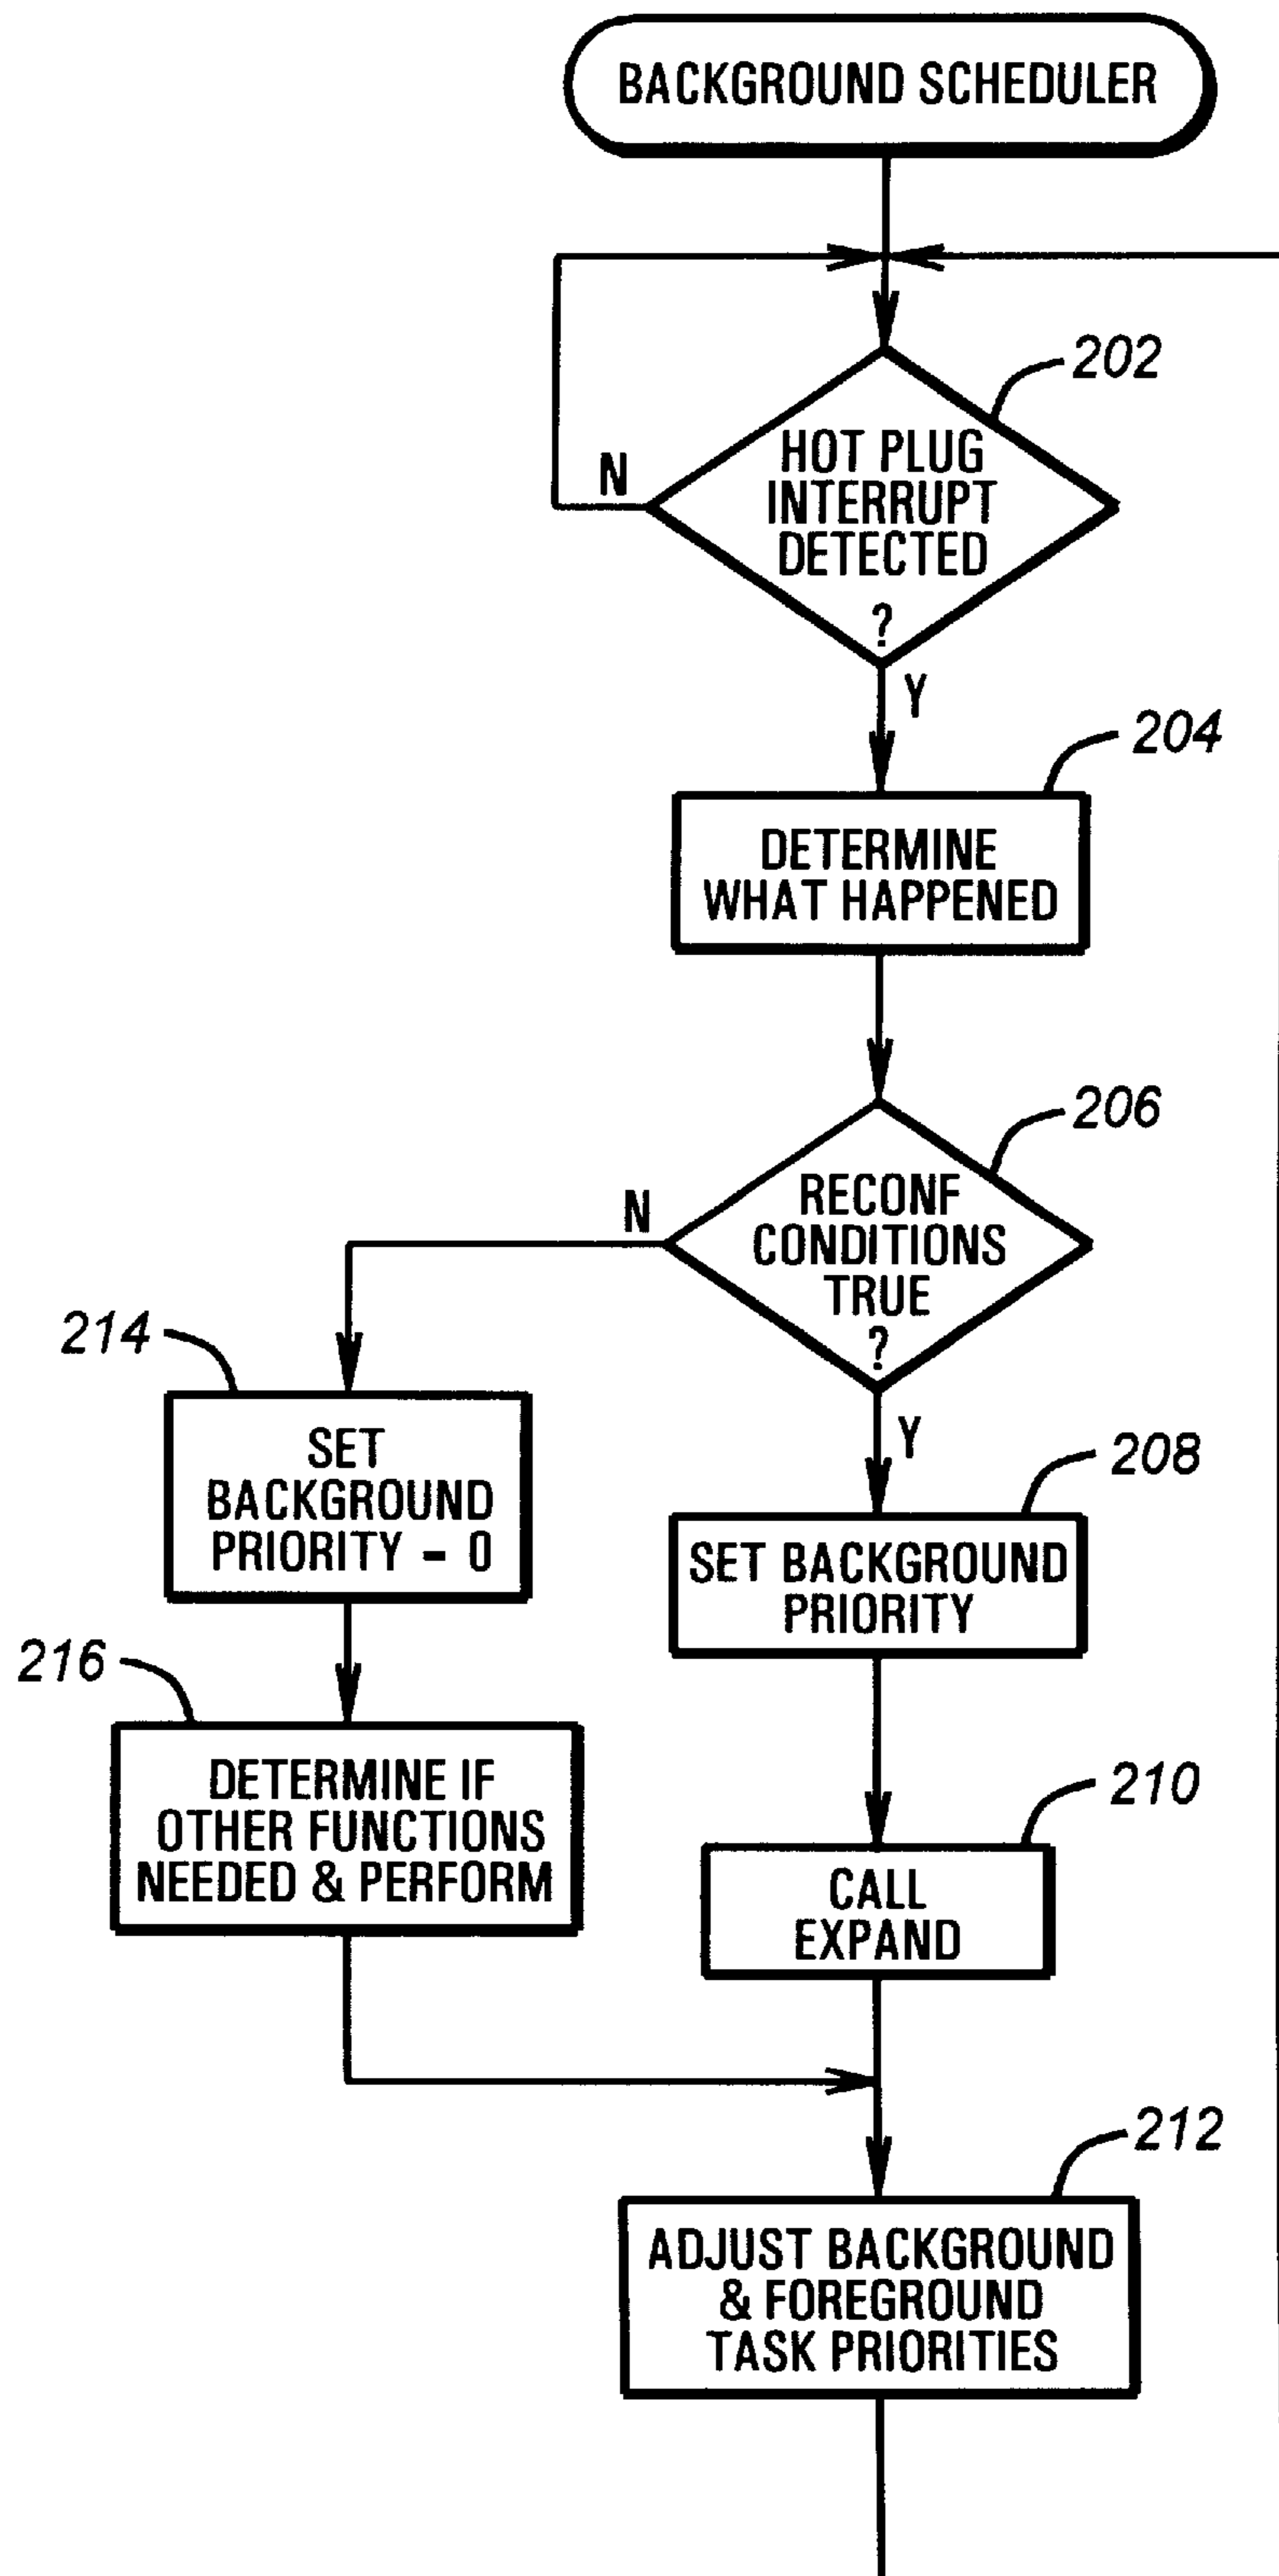 BACKGROUND SCHEDULER
202
HOT PLUG
INTERRUPT
DETECTED
?
N
Y
204
DETERMINE
WHAT HAPPENED
206
RECONF
CONDITIONS
TRUE
?
N
Y
214
SET
BACKGROUND
PRIORITY - 0
208
SET BACKGROUND
PRIORITY
216
DETERMINE IF
OTHER FUNCTIONS
NEEDED & PERFORM
210
CALL
EXPAND
212
ADJUST BACKGROUND
& FOREGROUND
TASK PRIORITIES